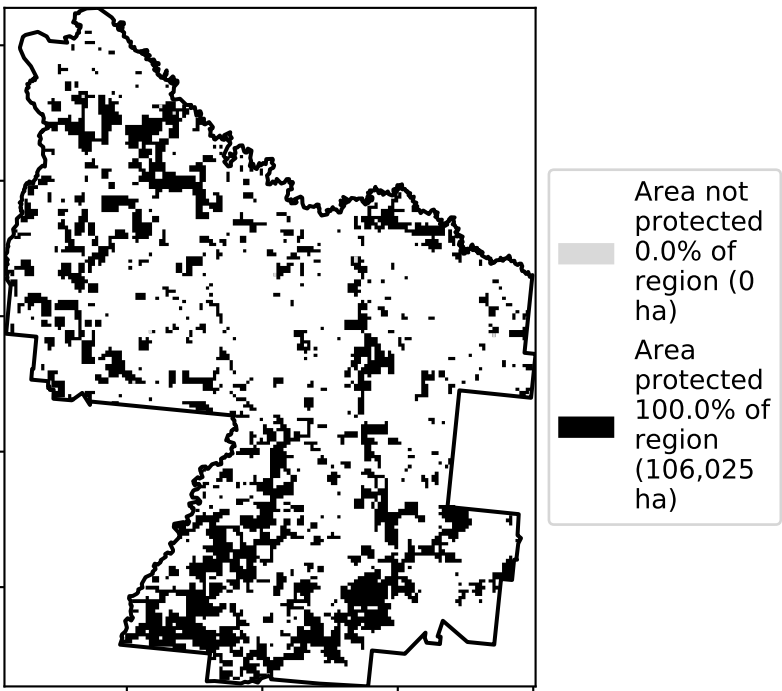 Area not
protected
0.0% of
region (0
ha)
Area
protected
100.0% of
region
(106,025
ha)